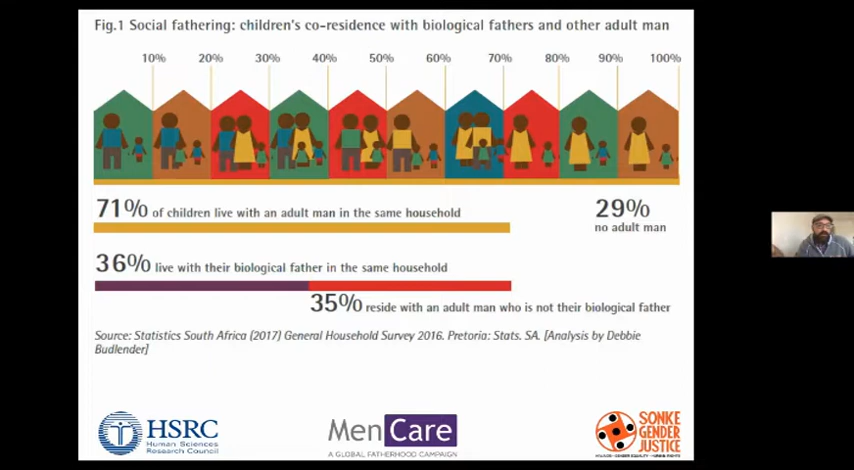 Fig.1 Social fathering: children's co-residence with biological fathers and other adult man
10% 20% 30% 40% 50% 60% 70% 80% 90% 100%
71% of children live with an adult man in the same household
29%
no adult man
36% live with their biological father in the same household
35% reside with an adult man who is not their biological father
Source: Statistics South Africa (2017) General Household Survey 2016. Pretoria: Stats. SA. [Analysis by Debbie
Budlender]
HSRC
Human Sciences
Research Council
MenCare
A GLOBAL FATHERHOOD CAMPAIGN
SONKE
GENDER
JUSTICE